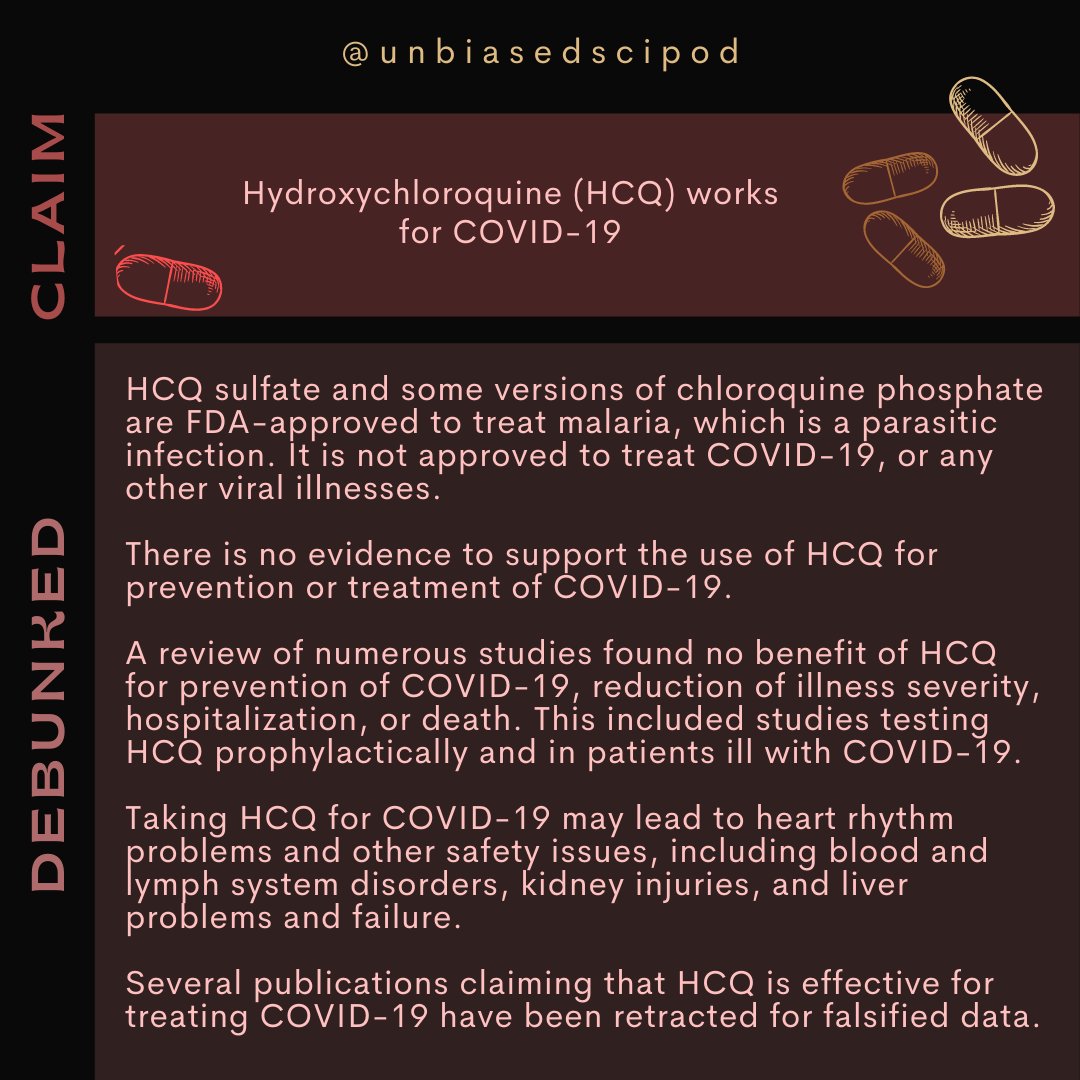 @unbiasedscipod
CLAIM
Hydroxychloroquine (HCQ) works
for COVID-19
DEBUNKED
HCQ sulfate and some versions of chloroquine phosphate
are FDA-approved to treat malaria, which is a parasitic
infection. It is not approved to treat COVID-19, or any
other viral illnesses.
There is no evidence to support the use of HCQ for
prevention or treatment of COVID-19.
A review of numerous studies found no benefit of HCQ
for prevention of COVID-19, reduction of illness severity,
hospitalization, or death. This included studies testing
HCQ prophylactically and in patients ill with COVID-19.
Taking HCQ for COVID-19 may lead to heart rhythm
problems and other safety issues, including blood and
lymph system disorders, kidney injuries, and liver
problems and failure.
Several publications claiming that HCQ is effective for
treating COVID-19 have been retracted for falsified data.